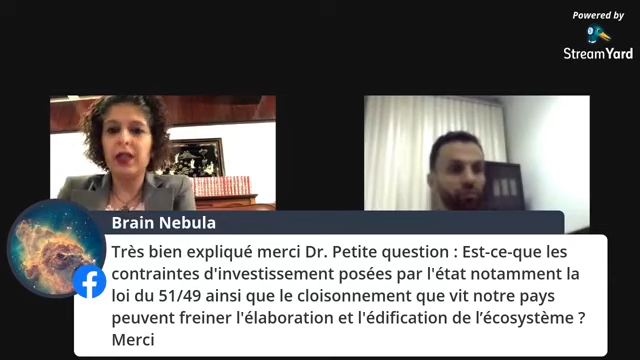 Powered by
StreamYard
Brain Nebula
Très bien expliqué merci Dr. Petite question : Est-ce-que les
contraintes d'investissement posées par l'état notamment la
loi du 51/49 ainsi que le cloisonnement que vit notre pays
peuvent freiner l'élaboration et l'édification de l’écosystème ?
Merci